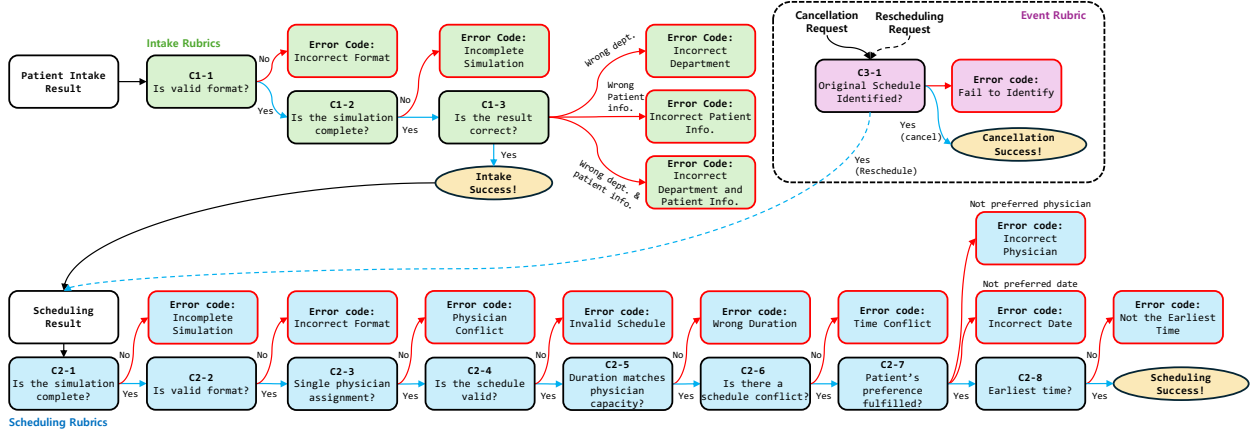 Intake Rubrics
Patient Intake
Result
C1-1
Is valid format?
No
Yes
Error Code:
Incorrect Format
C1-2
Is the simulation
complete?
No
Yes
Error Code:
Incomplete
Simulation
C1-3
Is the result
correct?
Yes
Intake
Success!
Wrong dept.
Error Code:
Incorrect
Department
Wrong
Patient
info.
Error Code:
Incorrect Patient
Info.
Wrong dept. &
patient info.
Error Code:
Incorrect
Department and
Patient Info.
Event Rubric
Cancellation
Request
Rescheduling
Request
C3-1
Original Schedule
Identified?
Error code:
Fail to Identify
Yes
(cancel)
Cancellation
Success!
Yes
(Reschedule)
Scheduling
Result
C2-1
Is the simulation
complete?
No
Yes
Error code:
Incomplete
Simulation
C2-2
Is valid format?
No
Yes
Error code:
Incorrect Format
C2-3
Single physician
assignment?
No
Yes
Error code:
Physician
Conflict
C2-4
Is the schedule
valid?
No
Yes
Error code:
Invalid Schedule
C2-5
Duration matches
physician
capacity?
No
Yes
Error code:
Wrong Duration
C2-6
Is there a
schedule conflict?
No
Yes
Error code:
Time Conflict
C2-7
Patient's
preference
fulfilled?
Yes
Not preferred physician
Error code:
Incorrect
Physician
Not preferred date
Error code:
Incorrect Date
C2-8
Earliest time?
No
Yes
Error code:
Not the Earliest
Time
Scheduling
Success!
Scheduling Rubrics